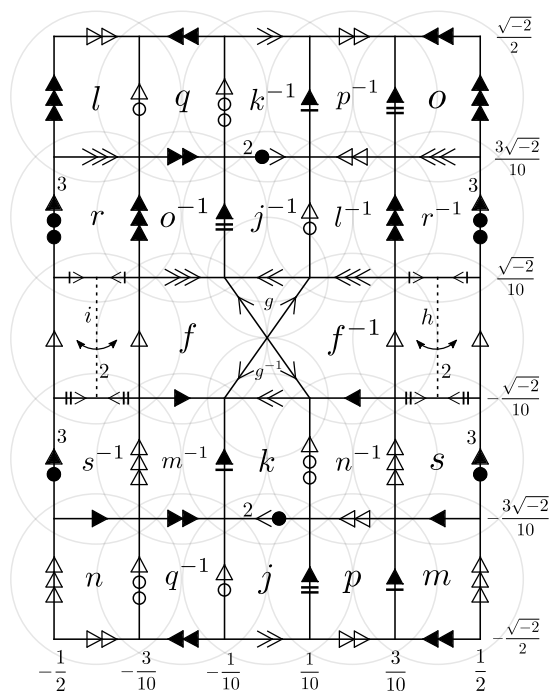 l q k⁻¹ p⁻¹ o √-2/2
2 3√-2/10
3 r o⁻¹ j⁻¹ l⁻¹ r⁻¹ 3
√-2/10
i f g f⁻¹ h
2 g⁻¹ 2
-√-2/10
3 s⁻¹ m⁻¹ k n⁻¹ s 3
2 -3√-2/10
n q⁻¹ j p m
-√-2/2
-1/2 -3/10 -1/10 1/10 3/10 1/2